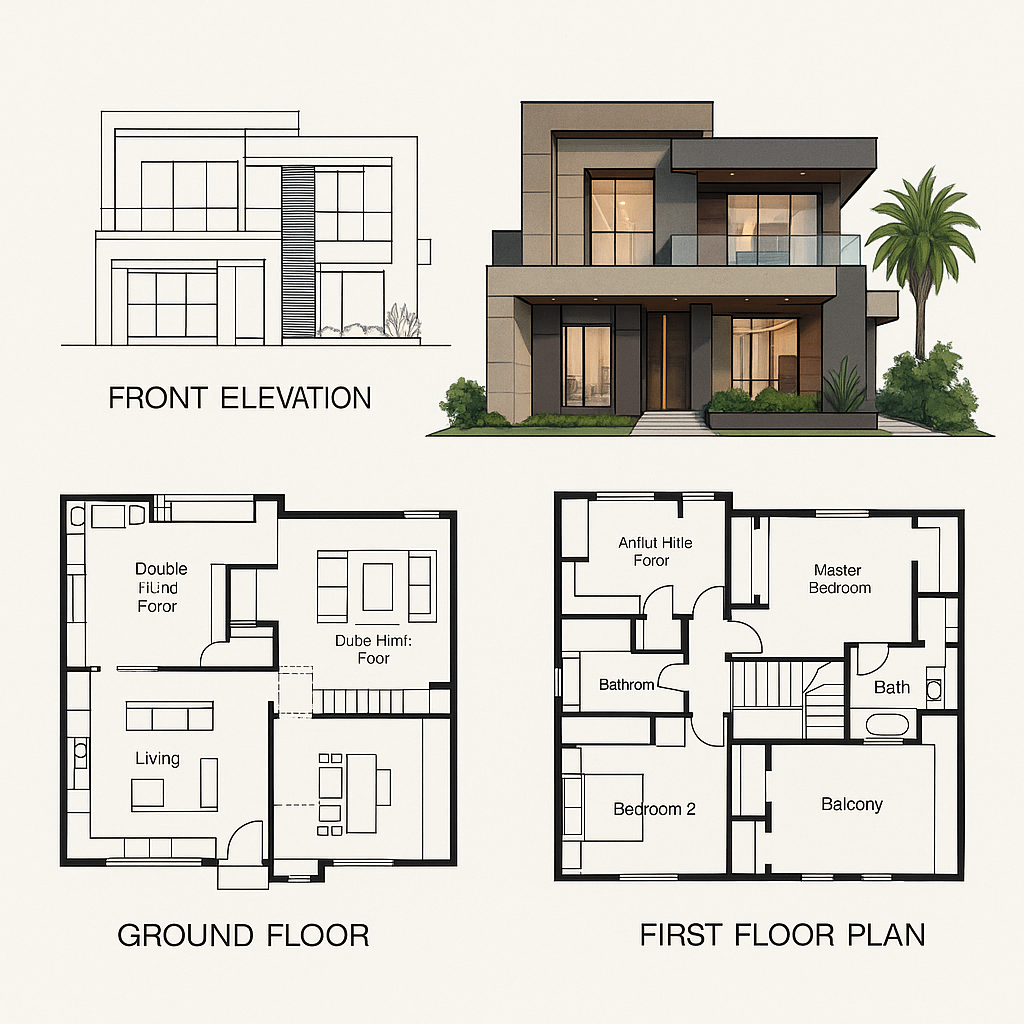 FRONT ELEVATION
Double
FiLInd
Foror
Dube Himf:
Foor
Living
GROUND FLOOR
Anflut Hitle
Foror
Master
Bedroom
Bathrom
Bath
Bedroom 2
Balcony
FIRST FLOOR PLAN